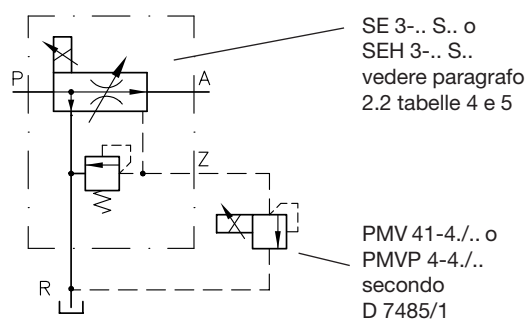 SE 3-.. S.. o
SEH 3-.. S..
vedere paragrafo
2.2 tabelle 4 e 5
P
A
Z
PMV 41-4./.. o
PMVP 4-4./..
secondo
D 7485/1
R